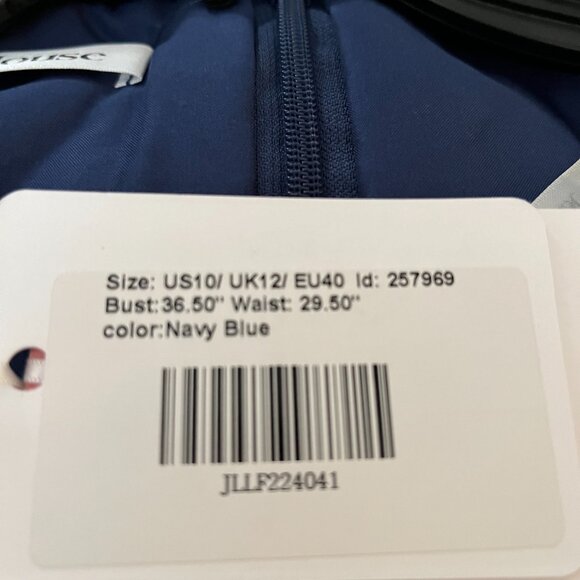 Size: US10/ UK12/ EU40 Id: 257969
Bust:36.50" Waist: 29.50"
color:Navy Blue
JLLF224041